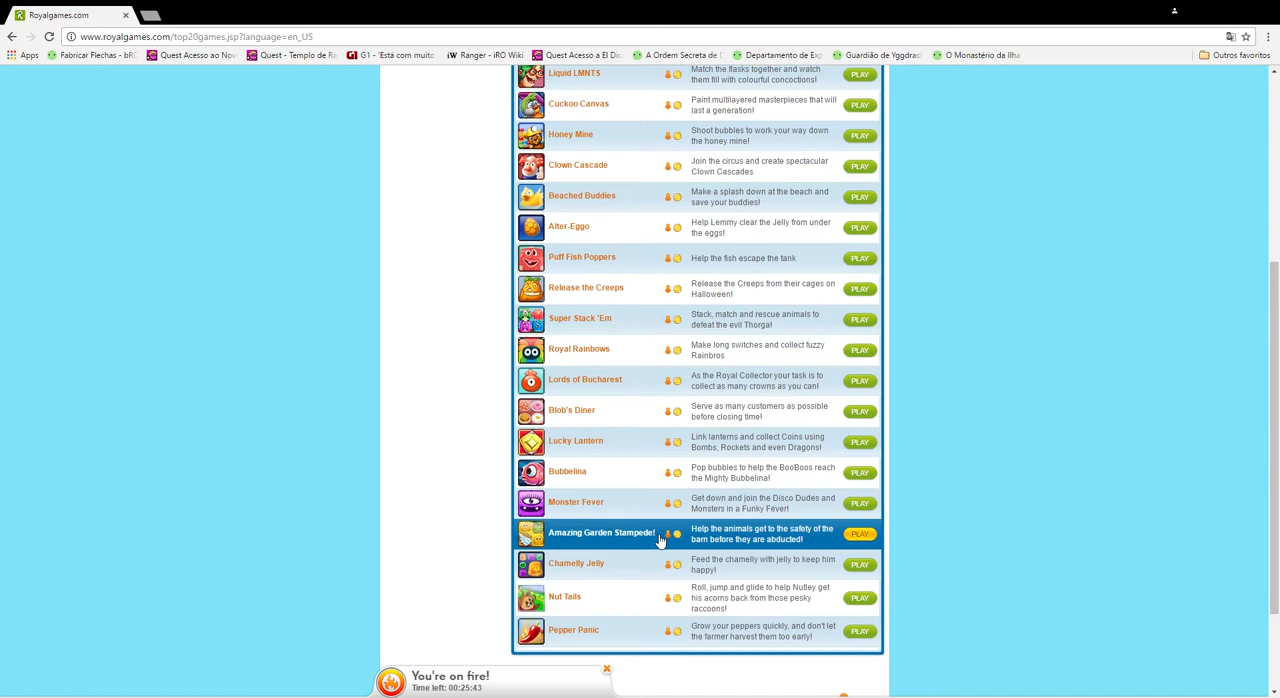 Royalgames.com
www.royalgames.com/top20games.jsp?language=en_US
Apps Fabricar Flechas - bRO Quest Acesso ao Nov Quest - Templo de Ra G1 - 'Está com muito Ranger - iRO Wiki Quest Acesso a El Dic A Ordem Secreta de Departamento de Exp Guardião de Yggdras O Monastério da Ilha Outros favoritos
Liquid LMNTS
Match the flasks together and watch
them fill with colourful concoctions!
PLAY
Cuckoo Canvas
Paint multilayered masterpieces that will
last a generation!
PLAY
Honey Mine
Shoot bubbles to work your way down
the honey mine!
PLAY
Clown Cascade
Join the circus and create spectacular
Clown Cascades
PLAY
Beached Buddies
Make a splash down at the beach and
save your buddies!
PLAY
Alter-Eggo
Help Lemmy clear the Jelly from under
the eggs!
PLAY
Puff Fish Poppers
Help the fish escape the tank
PLAY
Release the Creeps
Release the Creeps from their cages on
Halloween!
PLAY
Super Stack 'Em
Stack, match and rescue animals to
defeat the evil Thorga!
PLAY
Royal Rainbows
Make long switches and collect fuzzy
Rainbros
PLAY
Lords of Bucharest
As the Royal Collector your task is to
collect as many crowns as you can!
PLAY
Blob's Diner
Serve as many customers as possible
before closing time!
PLAY
Lucky Lantern
Link lanterns and collect Coins using
Bombs, Rockets and even Dragons!
PLAY
Bubbelina
Pop bubbles to help the BooBoos reach
the Mighty Bubbelina!
PLAY
Monster Fever
Get down and join the Disco Dudes and
Monsters in a Funky Fever!
PLAY
Amazing Garden Stampede!
Help the animals get to the safety of the
barn before they are abducted!
PLAY
Chamelly Jelly
Feed the chamelly with jelly to keep him
happy!
PLAY
Nut Tails
Roll, jump and glide to help Nutley get
his acorns back from those pesky
raccoons!
PLAY
Pepper Panic
Grow your peppers quickly, and don't let
the farmer harvest them too early!
PLAY
You're on fire!
Time left: 00:25:43